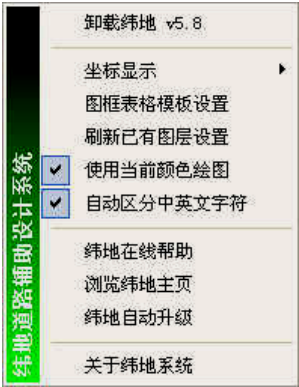 卸载纬地 v5.8
坐标显示
图框表格模板设置
刷新已有图层设置
使用当前颜色绘图
自动区分中英文字符
纬地在线帮助
浏览纬地主页
纬地自动升级
关于纬地系统
纬地道路辅助设计系统